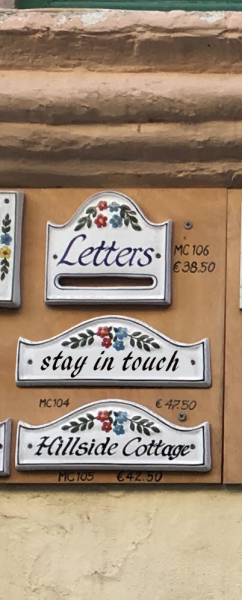 Letters
MC 106
€38.50
stay in touch
MC104 €47.50
Hillside Cottage
MC105 €42.50